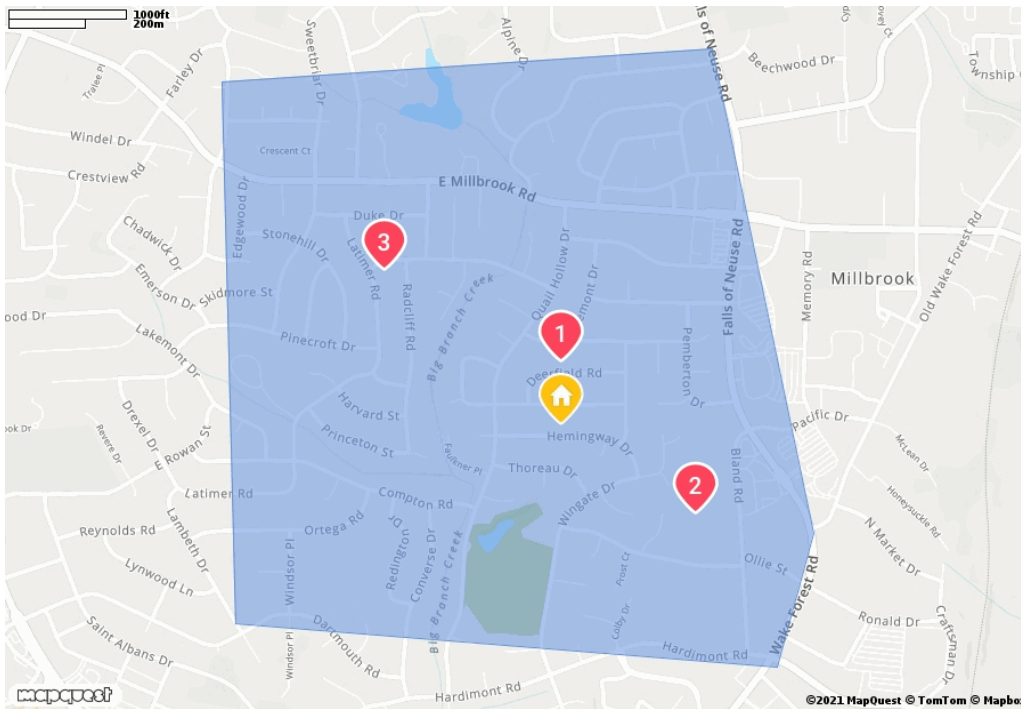 1000ft
200m
Tralee Pl
Farley Dr
Sweetbriar Dr
Alpine Dr
Falls of Neuse Rd
Beechwood Dr
Township
Windel Dr
Crestview Rd
Crescent Ct
E Millbrook Rd
Edgewood Dr
Duke Dr
Stonehill Dr
Chadwick Dr
Emerson Dr
Skidmore St
Latimer Rd
Radcliff Rd
Big Branch Creek
Quail Hollow Dr
emont Dr
3
1
Falls of Neuse Rd
Memory Rd
Millbrook
Old Wake Forest Rd
ood Dr
Lakemont Dr
Pinecroft Dr
Deerfield Rd
Pemberton Dr
Pacific Dr
Harvard St
Princeton St
Hemingway Dr
Drexel Dr
Revere Dr
ook Dr
E Rowan St
Faulkner Pl
Thoreau Dr
Wingate Dr
2
Bland Rd
McLean Dr
Honeysuckle Rd
Latimer Rd
Compton Rd
Reynolds Rd
Lambeth Dr
Ortega Rd
Redington Dr
Converse Dr
Big Branch Creek
Windsor Pl
N Market Dr
Ollie St
Lynwood Ln
Frost Ct
Colby Dr
Wake Forest Rd
Ronald Dr
Craftsman Dr
Saint Albans Dr
Windsor Pl
Dartmouth Rd
Hardimont Rd
Hardimont Rd
mapquest
©2021 MapQuest © TomTom © Mapbo